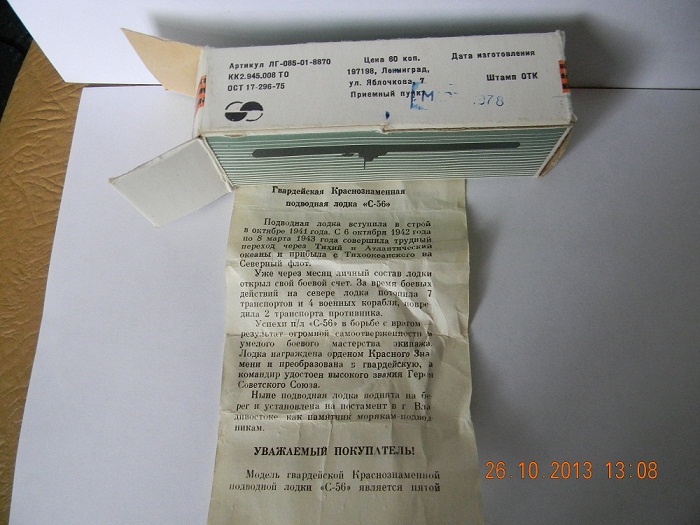 Артикул ЛГ-085-01-8870
КК2.945.008 ТО
ОСТ 17-296-75
Цена 60 коп.
197198, Ленинград,
ул. Яблочкова, 7
Приемный пункт
Дата изготовления
Штамп ОТК
М
1978
Гвардейская Краснознаменная
подводная лодка «С-56»
Подводная лодка вступила в строй
в октябре 1941 года. С 6 октября 1942 года
по 8 марта 1943 года совершила трудный
переход через Тихий и Атлантический
океаны и прибыла с Тихоокеанского на
Северный флот.
Уже через месяц личный состав лодки
открыл свой боевой счет. За время боевых
действий на севере лодка потопила 7
транспортов и 4 военных корабля, повре
дила 2 транспорта противника.
Успехи п/л «С-56» в борьбе с врагом
результат огромной самоотверженности и
умелого боевого мастерства экипажа.
Лодка награждена орденом Красного Зна
мени и преобразована в гвардейскую, а
командир удостоен высокого звания Героя
Советского Союза.
Ныне подводная лодка поднята на бе
рег и установлена на постамент в г Вла
дивостоке как памятник морякам-подвод
никам.
УВАЖАЕМЫЙ ПОКУПАТЕЛЬ!
Модель гвардейской Краснознаменной
подводной лодки «С-56» является пятой
26.10.2013 13:08